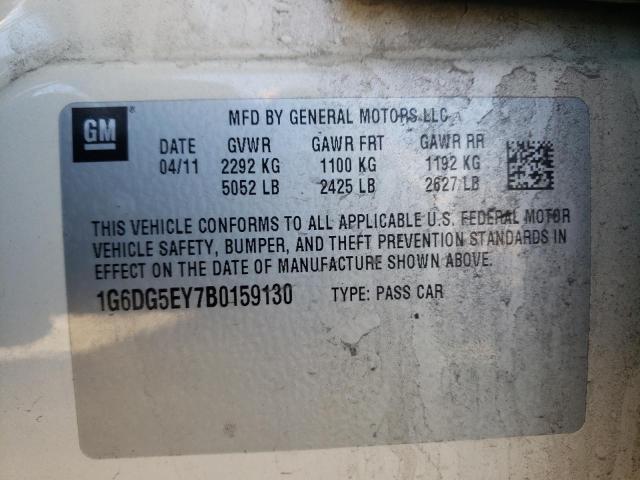 GM ®
MFD BY GENERAL MOTORS LLC
DATE GVWR GAWR FRT GAWR RR
04/11 2292 KG 1100 KG 1192 KG
5052 LB 2425 LB 2627 LB
THIS VEHICLE CONFORMS TO ALL APPLICABLE U.S. FEDERAL MOTOR
VEHICLE SAFETY, BUMPER, AND THEFT PREVENTION STANDARDS IN
EFFECT ON THE DATE OF MANUFACTURE SHOWN ABOVE.
1G6DG5EY7B0159130 TYPE: PASS CAR